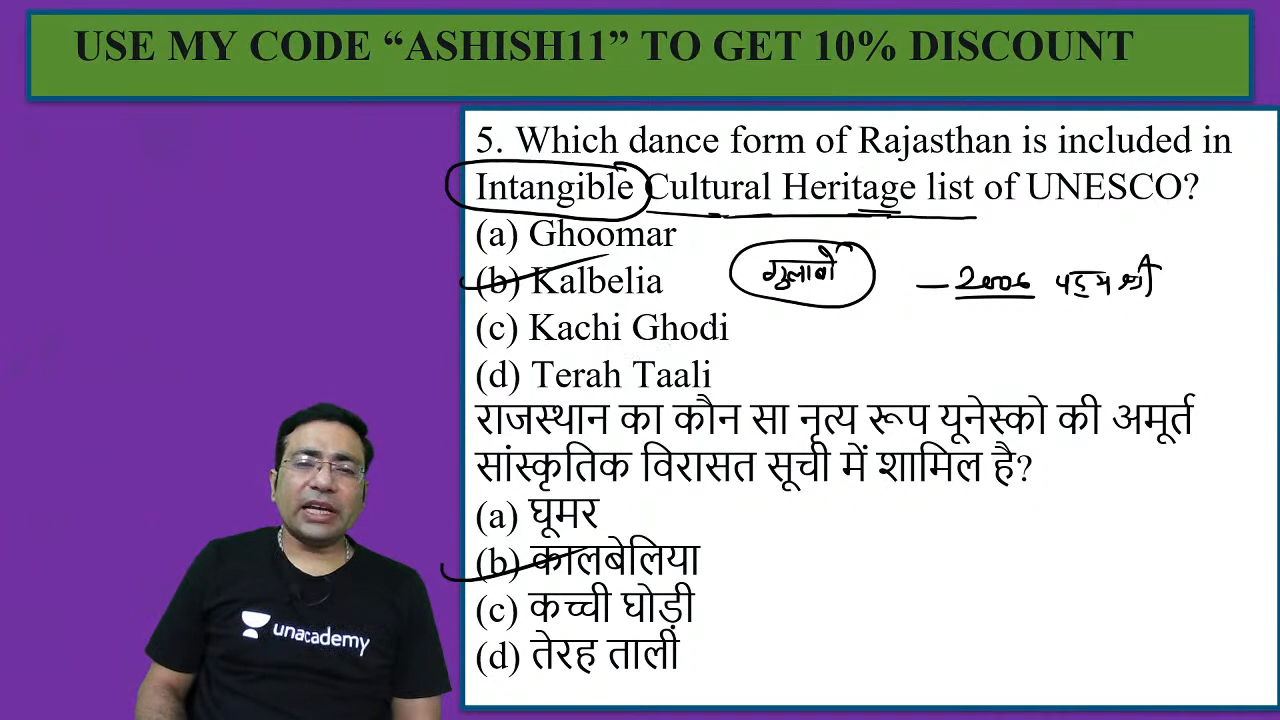 USE MY CODE “ASHISH11” TO GET 10% DISCOUNT
5. Which dance form of Rajasthan is included in
Intangible Cultural Heritage list of UNESCO?
(a) Ghoomar
(b) Kalbelia गुलाबो — 2006 पद्म श्री
(c) Kachi Ghodi
(d) Terah Taali
राजस्थान का कौन सा नृत्य रूप यूनेस्को की अमूर्त
सांस्कृतिक विरासत सूची में शामिल है?
(a) घूमर
(b) कालबेलिया
(c) कच्ची घोड़ी
(d) तेरह ताली
unacademy